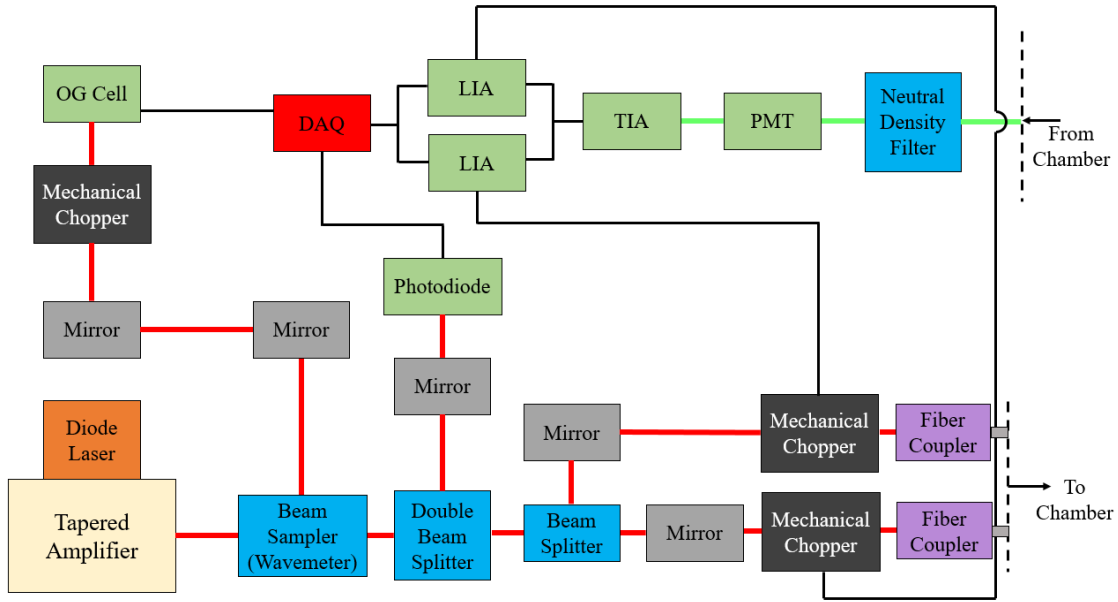 OG Cell
DAQ
LIA
LIA
TIA
PMT
Neutral
Density
Filter
From
Chamber
Mechanical
Chopper
Photodiode
Mirror
Mirror
Mirror
Diode
Laser
Tapered
Amplifier
Beam
Sampler
(Wavemeter)
Double
Beam
Splitter
Mirror
Beam
Splitter
Mirror
Mechanical
Chopper
Fiber
Coupler
Mechanical
Chopper
Fiber
Coupler
To
Chamber